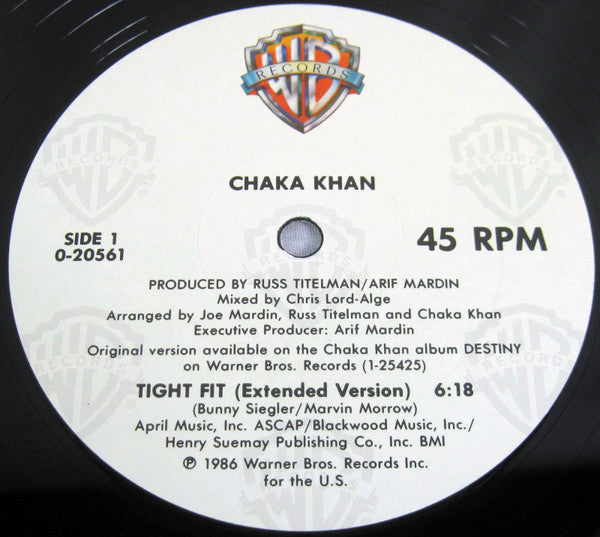 WB
RECORDS
CHAKA KHAN
SIDE 1
0-20561
45 RPM
PRODUCED BY RUSS TITELMAN/ARIF MARDIN
Mixed by Chris Lord-Alge
Arranged by Joe Mardin, Russ Titelman and Chaka Khan
Executive Producer: Arif Mardin
Original version available on the Chaka Khan album DESTINY
on Warner Bros. Records (1-25425)
TIGHT FIT (Extended Version) 6:18
(Bunny Siegler/Marvin Morrow)
April Music, Inc. ASCAP/Blackwood Music, Inc./
Henry Suemay Publishing Co., Inc. BMI
℗ 1986 Warner Bros. Records Inc.
for the U.S.